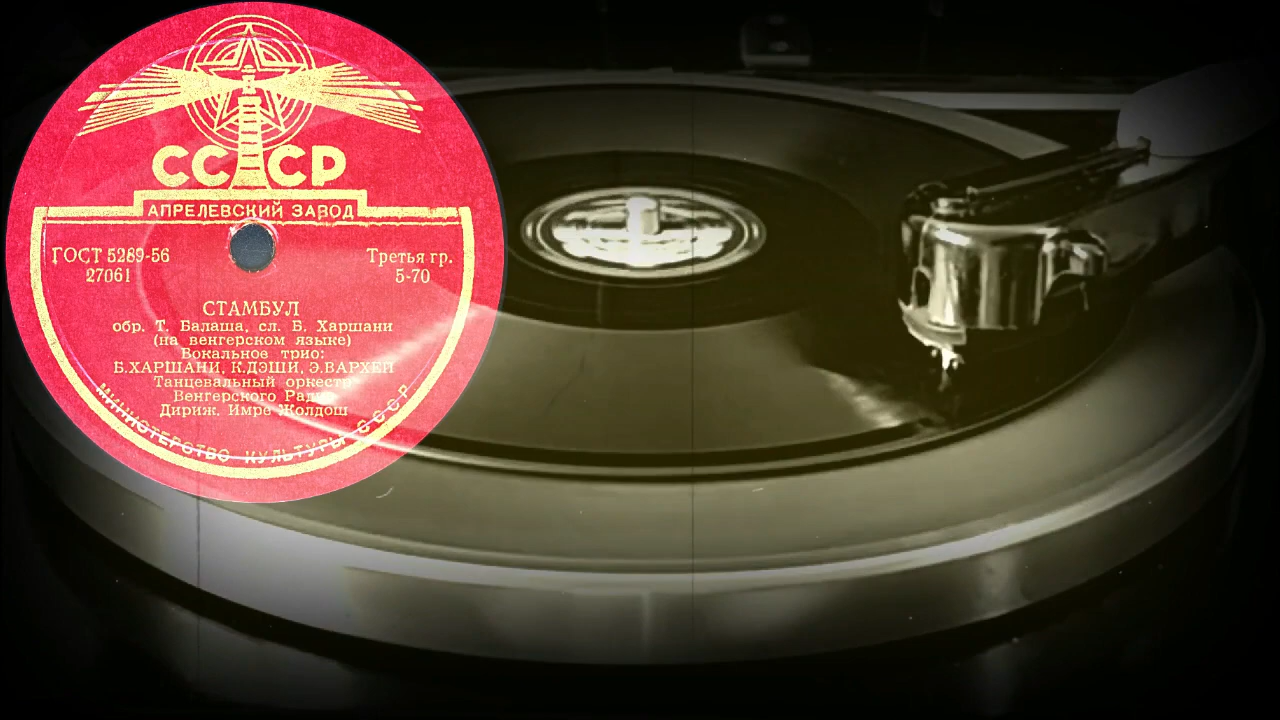 СССР
АПРЕЛЕВСКИЙ ЗАВОД
ГОСТ 5289-56
27061
Третья гр.
5-70
СТАМБУЛ
обр. Т. Балаша, сл. Б. Харшани
(на венгерском языке)
Вокальное трио:
Б.ХАРШАНИ, К.ДЭШИ, Э.ВАРХЕЙ
Танцевальный оркестр
Венгерского Радио
Дириж. Имре Жолдош
МИНИСТЕРСТВО КУЛЬТУРЫ СССР